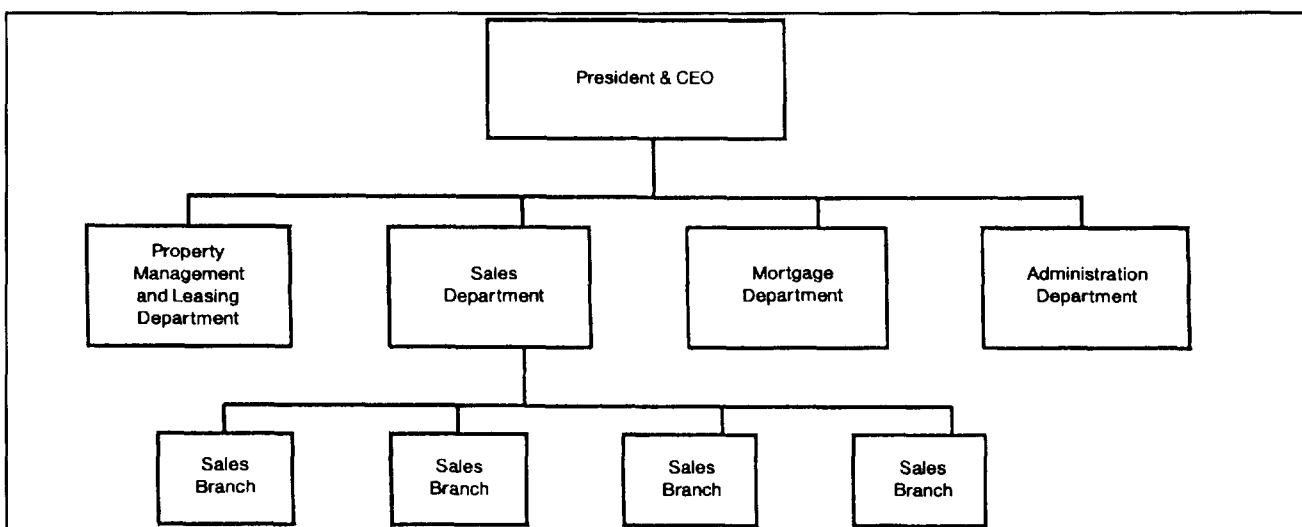 President & CEO
Property
Management
and Leasing
Department
Sales
Department
Mortgage
Department
Administration
Department
Sales
Branch
Sales
Branch
Sales
Branch
Sales
Branch